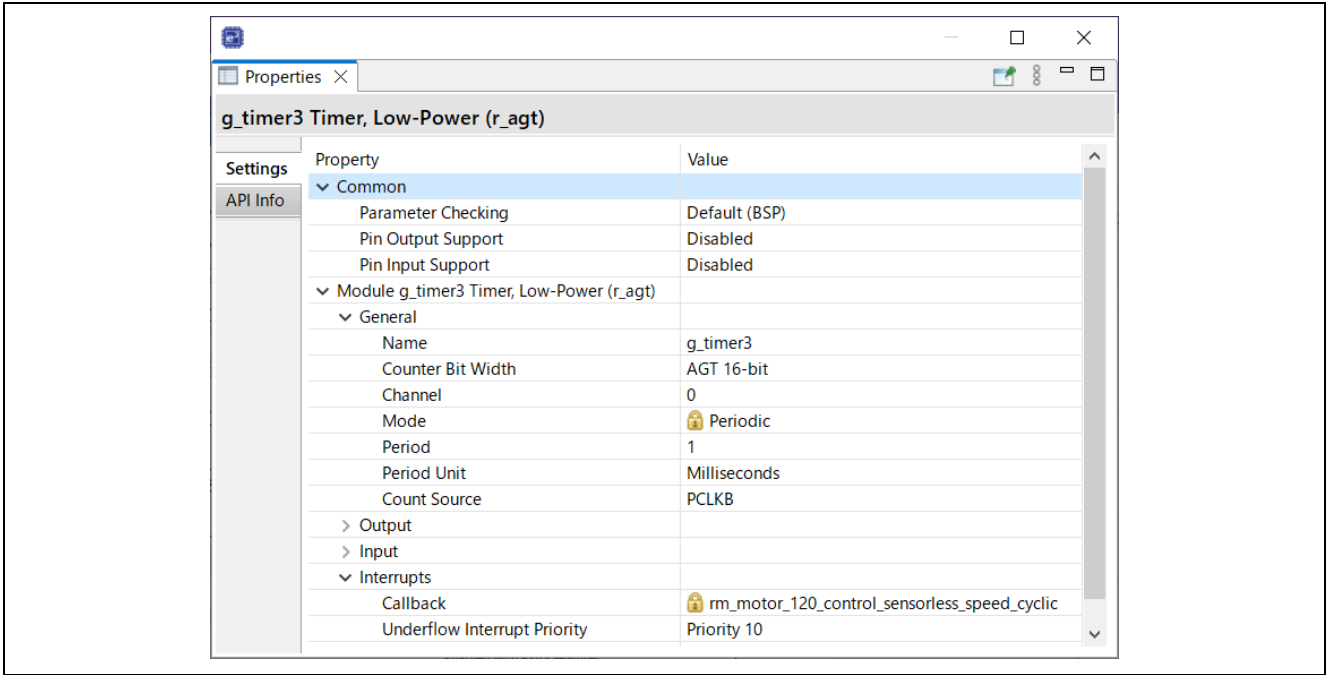 Properties
g_timer3 Timer, Low-Power (r_agt)
Settings
API Info
Property Value
Common
Parameter Checking Default (BSP)
Pin Output Support Disabled
Pin Input Support Disabled
Module g_timer3 Timer, Low-Power (r_agt)
General
Name g_timer3
Counter Bit Width AGT 16-bit
Channel 0
Mode Periodic
Period 1
Period Unit Milliseconds
Count Source PCLKB
Output
Input
Interrupts
Callback rm_motor_120_control_sensorless_speed_cyclic
Underflow Interrupt Priority Priority 10